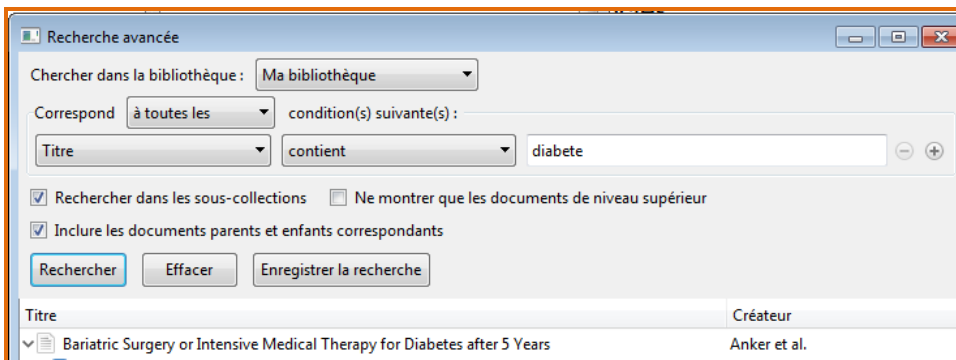 Recherche avancée
Chercher dans la bibliothèque : Ma bibliothèque
Correspond à toutes les condition(s) suivante(s) :
Titre contient diabete
Rechercher dans les sous-collections Ne montrer que les documents de niveau supérieur
Inclure les documents parents et enfants correspondants
Rechercher Effacer Enregistrer la recherche
Titre Créateur
Bariatric Surgery or Intensive Medical Therapy for Diabetes after 5 Years Anker et al.